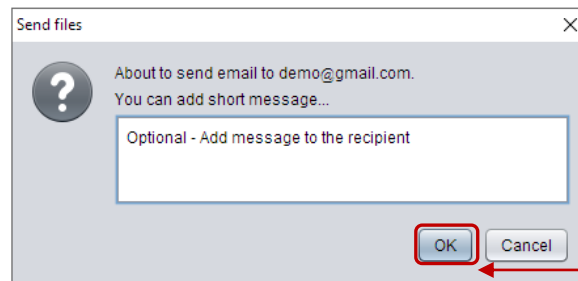 Send files
About to send email to demo@gmail.com.
You can add short message...
Optional - Add message to the recipient
OK
Cancel